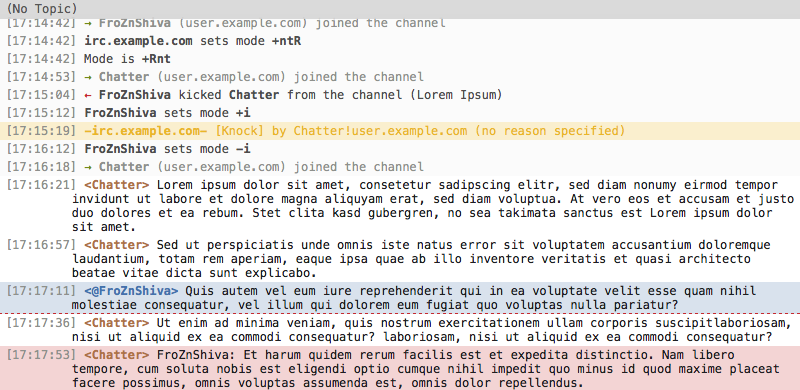 (No Topic)
[17:14:42] → FroZnShiva (user.example.com) joined the channel
[17:14:42] irc.example.com sets mode +ntR
[17:14:42] Mode is +Rnt
[17:14:53] → Chatter (user.example.com) joined the channel
[17:15:04] ← FroZnShiva kicked Chatter from the channel (Lorem Ipsum)
[17:15:12] FroZnShiva sets mode +i
[17:15:19] -irc.example.com- [Knock] by Chatter!user.example.com (no reason specified)
[17:16:12] FroZnShiva sets mode -i
[17:16:18] → Chatter (user.example.com) joined the channel
[17:16:21] <Chatter> Lorem ipsum dolor sit amet, consetetur sadipscing elitr, sed diam nonumy eirmod tempor
invidunt ut labore et dolore magna aliquyam erat, sed diam voluptua. At vero eos et accusam et justo
duo dolores et ea rebum. Stet clita kasd gubergren, no sea takimata sanctus est Lorem ipsum dolor
sit amet.
[17:16:57] <Chatter> Sed ut perspiciatis unde omnis iste natus error sit voluptatem accusantium doloremque
laudantium, totam rem aperiam, eaque ipsa quae ab illo inventore veritatis et quasi architecto
beatae vitae dicta sunt explicabo.
[17:17:11] <@FroZnShiva> Quis autem vel eum iure reprehenderit qui in ea voluptate velit esse quam nihil
molestiae consequatur, vel illum qui dolorem eum fugiat quo voluptas nulla pariatur?
[17:17:36] <Chatter> Ut enim ad minima veniam, quis nostrum exercitationem ullam corporis suscipitlaboriosam,
nisi ut aliquid ex ea commodi consequatur? laboriosam, nisi ut aliquid ex ea commodi consequatur?
[17:17:53] <Chatter> FroZnShiva: Et harum quidem rerum facilis est et expedita distinctio. Nam libero
tempore, cum soluta nobis est eligendi optio cumque nihil impedit quo minus id quod maxime placeat
facere possimus, omnis voluptas assumenda est, omnis dolor repellendus.